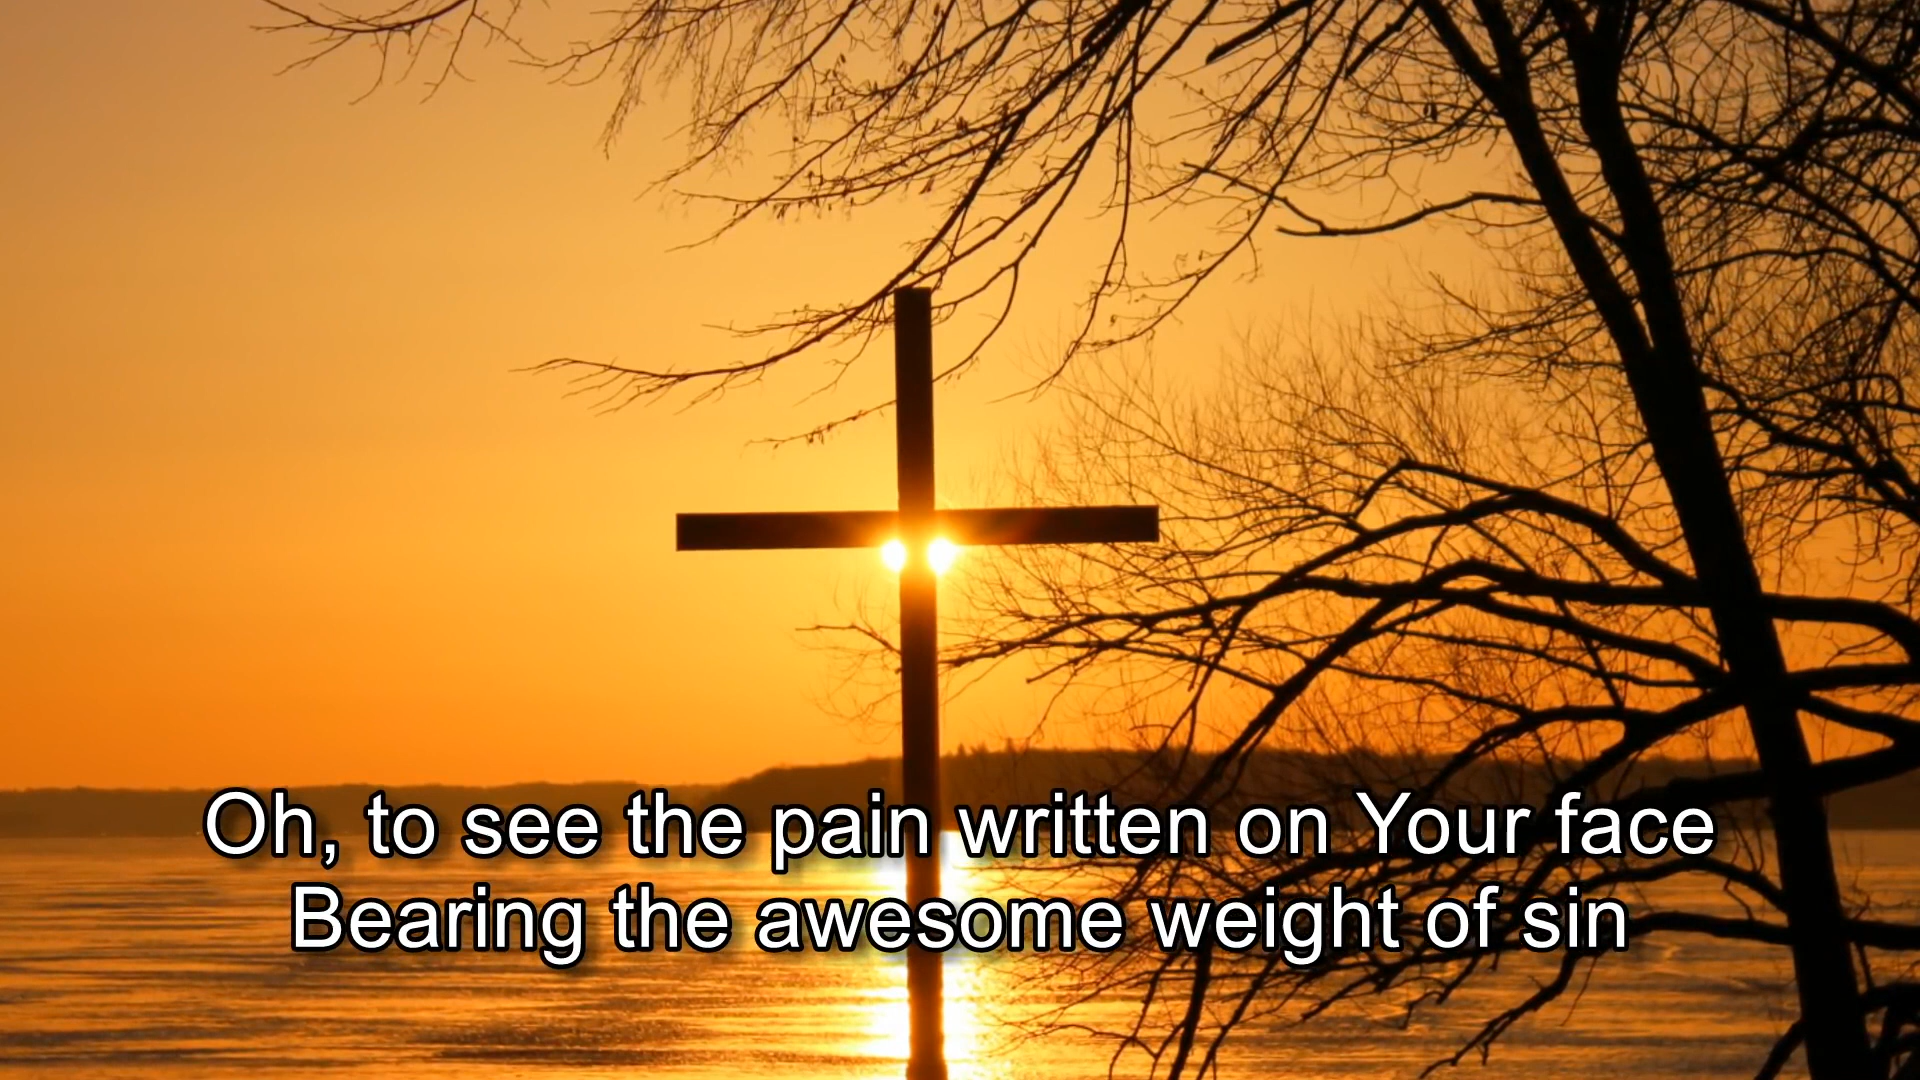 Oh, to see the pain written on Your face
Bearing the awesome weight of sin